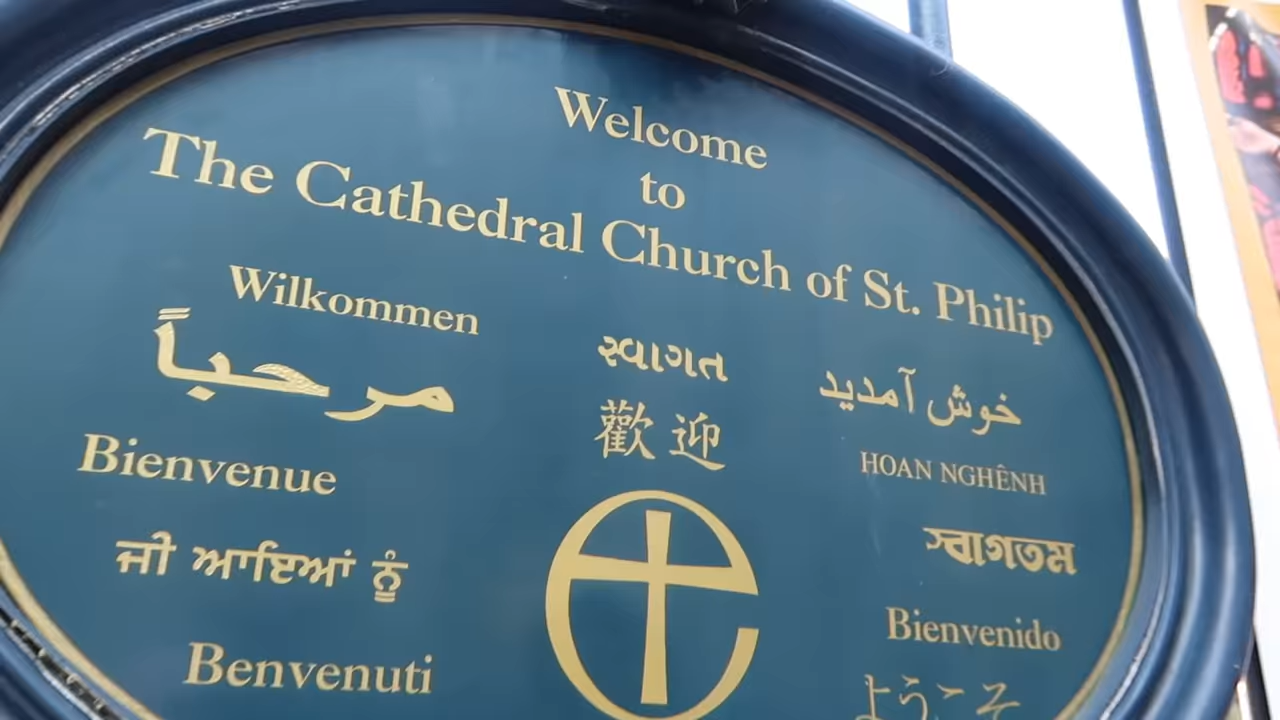 Welcome
to
The Cathedral Church of St. Philip
Wilkommen
مرحباً
Bienvenue
ਜੀ ਆਇਆਂ ਨੂੰ
Benvenuti
સ્વાગત
歡迎
خوش آمدید
HOAN NGHÊNH
স্বাগতম
Bienvenido
ようこそ